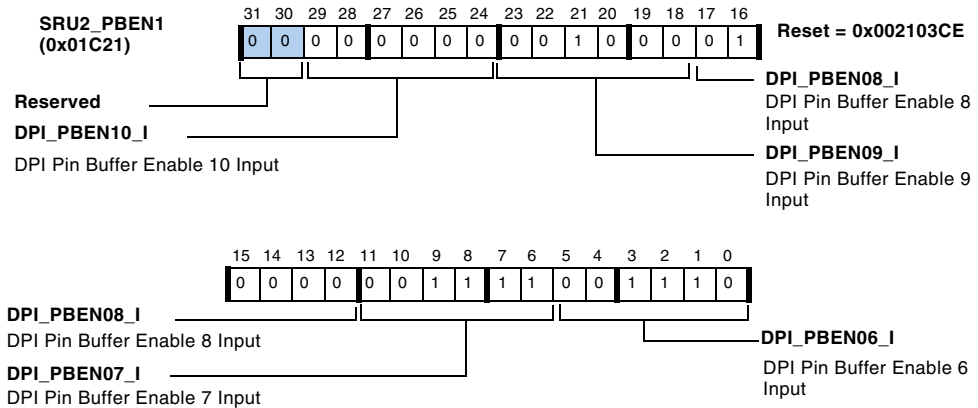 SRU2_PBEN1
(0x01C21)
31 30 29 28 27 26 25 24 23 22 21 20 19 18 17 16
0 0 0 0 0 0 0 0 0 0 1 0 0 0 0 1
Reset = 0x002103CE
Reserved
DPI_PBEN10_I
DPI Pin Buffer Enable 10 Input
DPI_PBEN08_I
DPI Pin Buffer Enable 8
Input
DPI_PBEN09_I
DPI Pin Buffer Enable 9
Input
15 14 13 12 11 10 9 8 7 6 5 4 3 2 1 0
0 0 0 0 0 0 1 1 1 1 0 0 1 1 1 0
DPI_PBEN08_I
DPI Pin Buffer Enable 8 Input
DPI_PBEN07_I
DPI Pin Buffer Enable 7 Input
DPI_PBEN06_I
DPI Pin Buffer Enable 6
Input